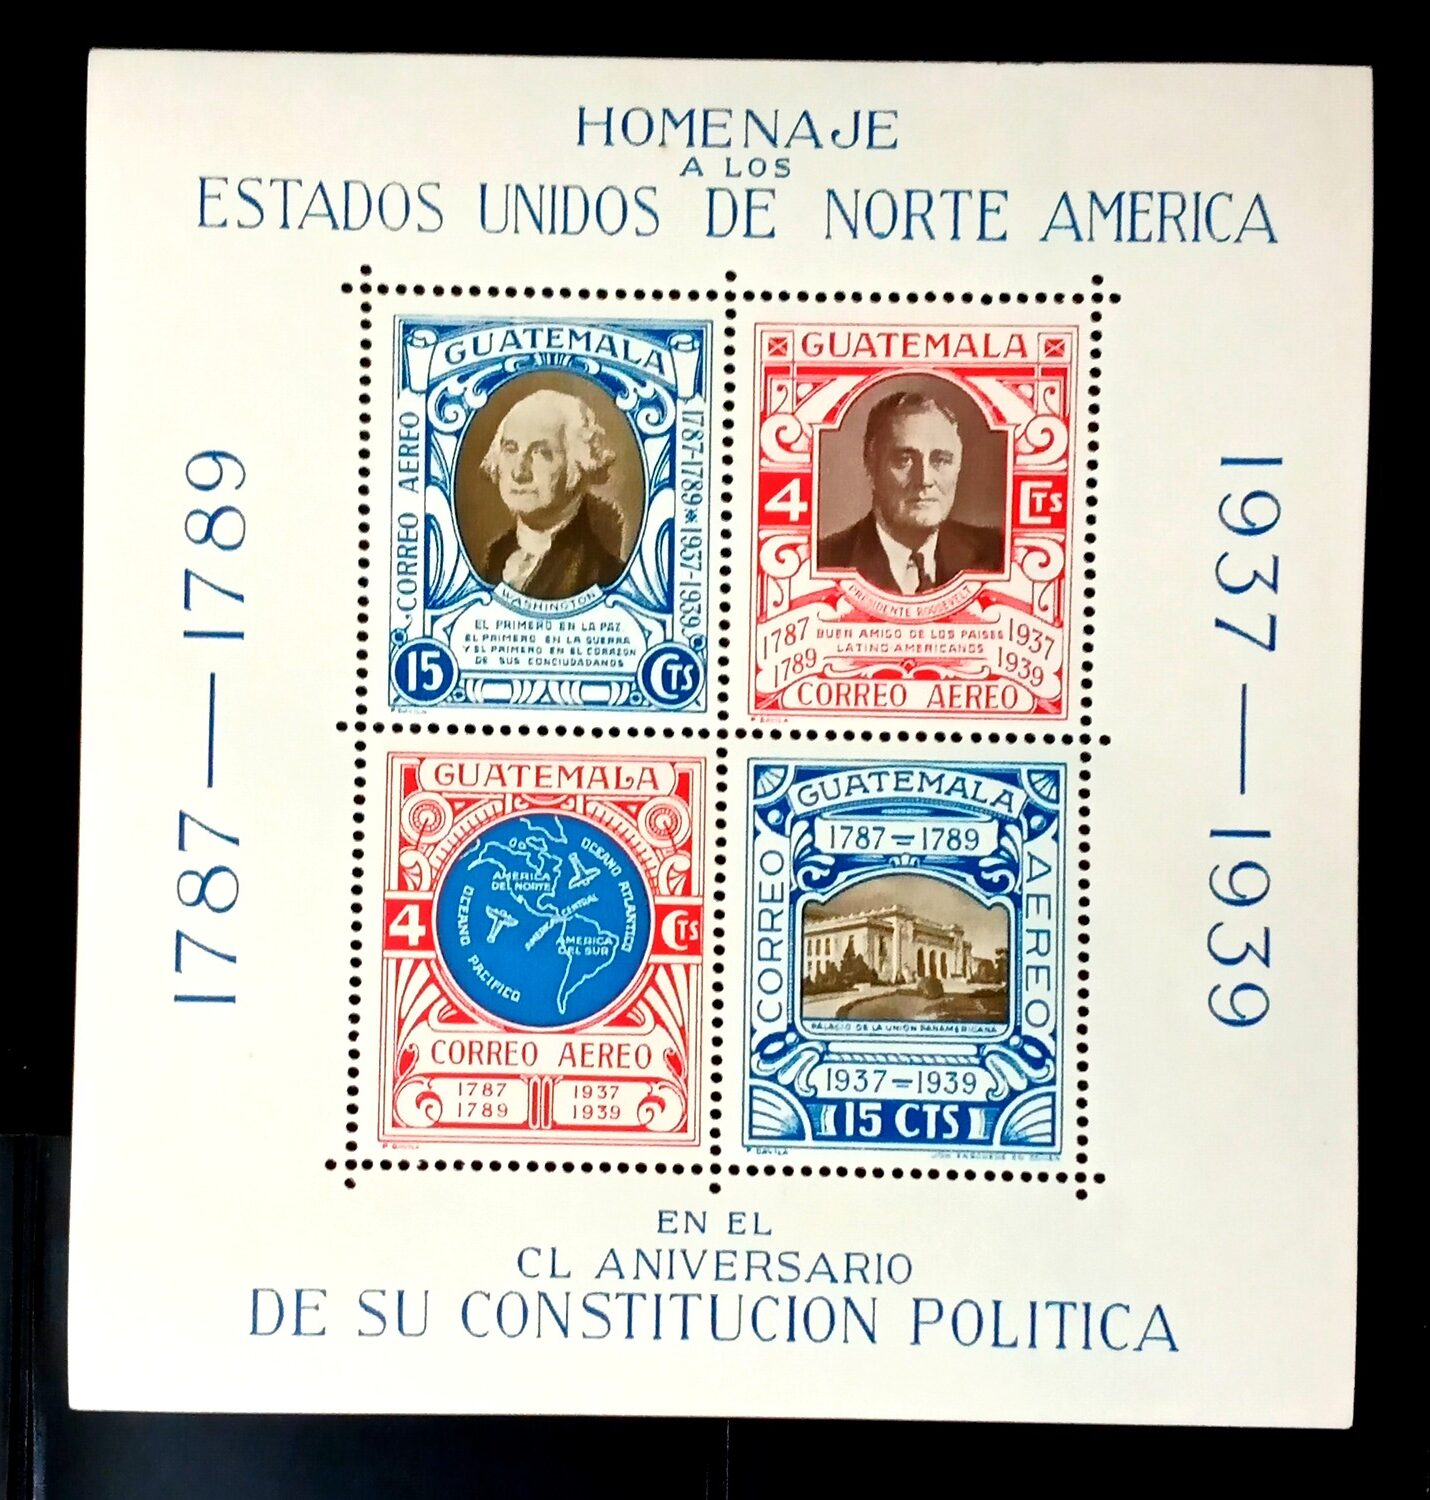 HOMENAJE
A LOS
ESTADOS UNIDOS DE NORTE AMERICA
1787—1789
1937—1939
GUATEMALA
CORREO AEREO
1787-1789*1937-1939
WASHINGTON
EL PRIMERO EN LA PAZ
EL PRIMERO EN LA GUERRA
Y EL PRIMERO EN EL CORAZON
DE SUS CONCIUDADANOS
15 CTS
P. DAVILA
GUATEMALA
4 CTS
PRESIDENTE ROOSEVELT
1787 BUEN AMIGO DE LOS PAISES 1937
1789 LATINO AMERICANOS 1939
CORREO AEREO
P. DAVILA
GUATEMALA
OCEANO ATLANTICO
AMERICA
DEL NORTE
OCEANO PACIFICO
AMERICA CENTRAL
AMERICA
DEL SUR
4 CTS
CORREO AEREO
1787 1937
1789 1939
P. DAVILA
GUATEMALA
1787=1789
CORREO AEREO
PALACIO DE LA UNION PANAMERICANA
1937=1939
15 CTS
P. DAVILA
EN EL
CL ANIVERSARIO
DE SU CONSTITUCION POLITICA